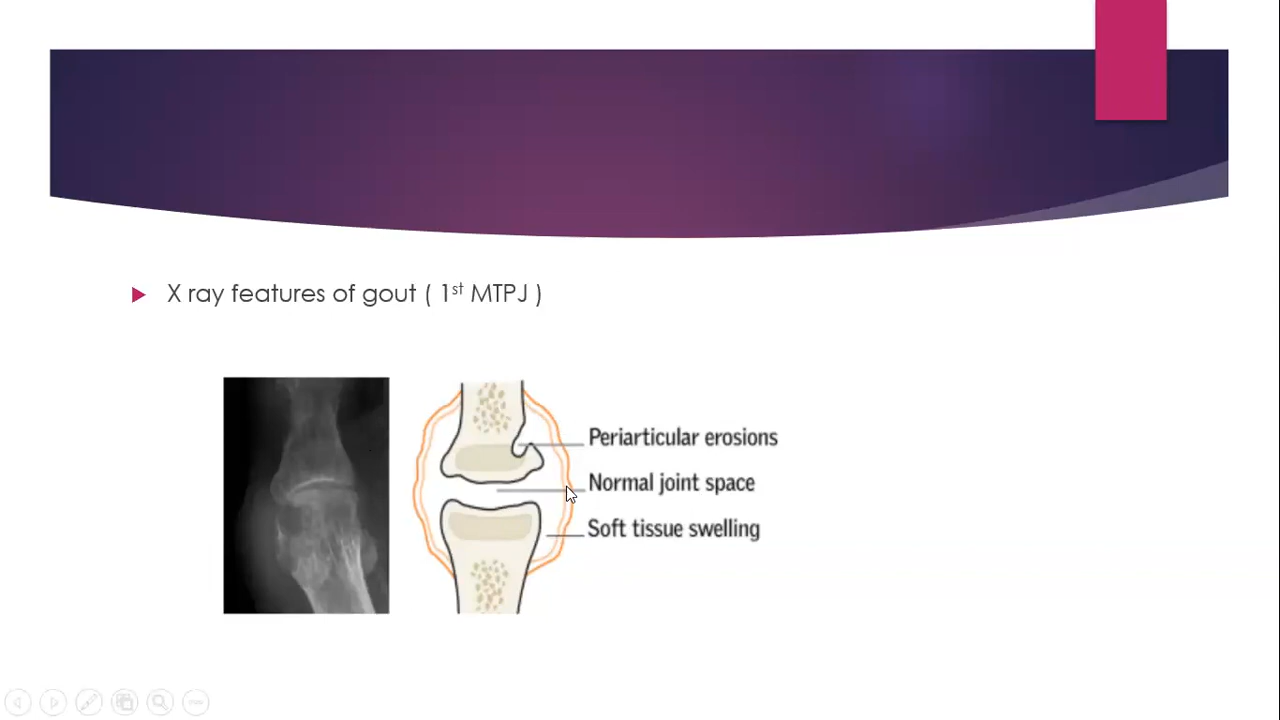 X ray features of gout ( 1st MTPJ )
Periarticular erosions
Normal joint space
Soft tissue swelling